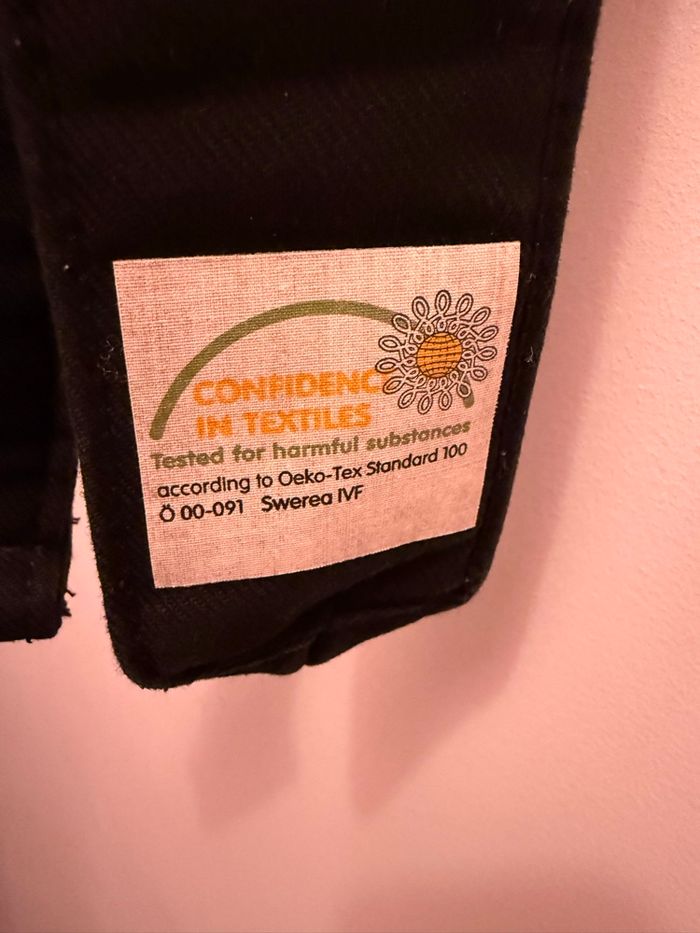 CONFIDENC
IN TEXTILES
Tested for harmful substances
according to Oeko-Tex Standard 100
Ö 00-091 Swerea IVF